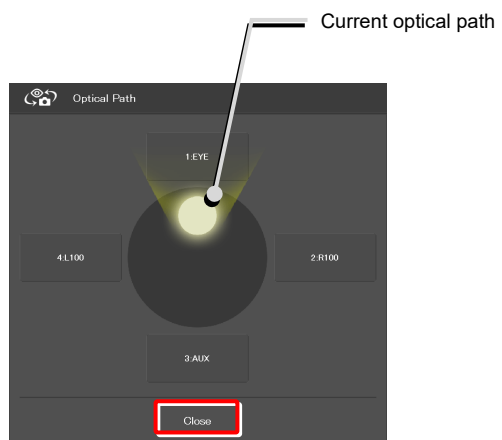 Current optical path
Optical Path
1:EYE
4:L100
2:R100
3:AUX
Close